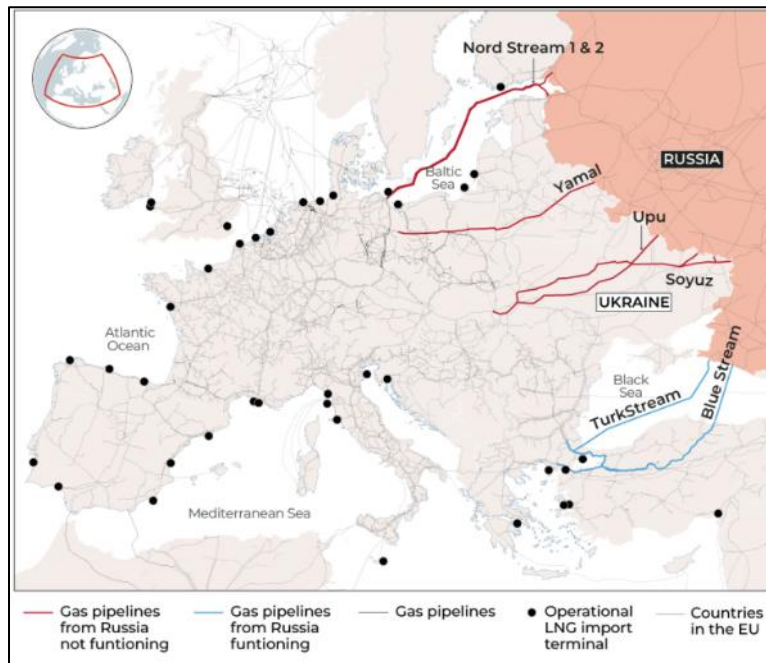 Nord Stream 1 & 2
RUSSIA
Baltic
Sea
Yamal
Upu
Soyuz
UKRAINE
Atlantic
Ocean
Black
Sea
TurkStream
Blue Stream
Mediterranean Sea
Gas pipelines
from Russia
not funtioning
Gas pipelines
from Russia
funtioning
Gas pipelines
Operational
LNG import
terminal
Countries
in the EU